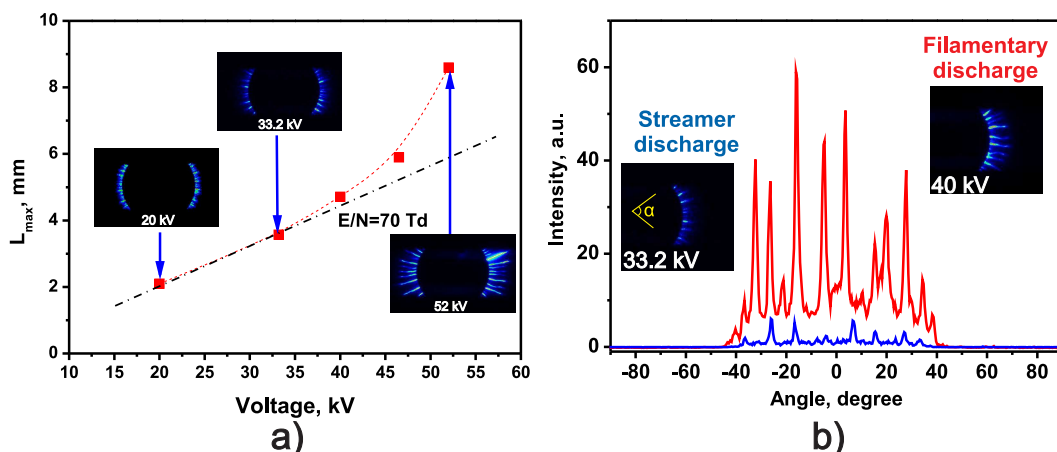 10
8
6
4
2
0
10 15 20 25 30 35 40 45 50 55 60
L_max, mm
Voltage, kV
33.2 kV
20 kV
E/N=70 Td
52 kV
a)
60
40
20
0
-80 -60 -40 -20 0 20 40 60 80
Intensity, a.u.
Angle, degree
Filamentary
discharge
Streamer
discharge
40 kV
α
33.2 kV
b)